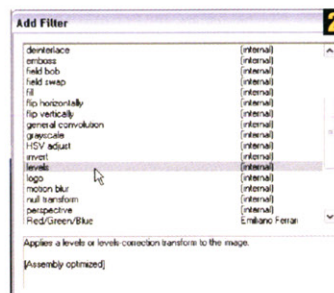 Add Filter
2
deinterlace (internal)
emboss (internal)
field bob (internal)
field swap (internal)
fill (internal)
flip horizontally (internal)
flip vertically (internal)
general convolution (internal)
grayscale (internal)
HSV adjust (internal)
invert (internal)
levels (internal)
logo (internal)
motion blur (internal)
null transform (internal)
perspective (internal)
Red/Green/Blue Emiliano Ferrari
Applies a levels or levels-correction transform to the image.
[Assembly optimized]